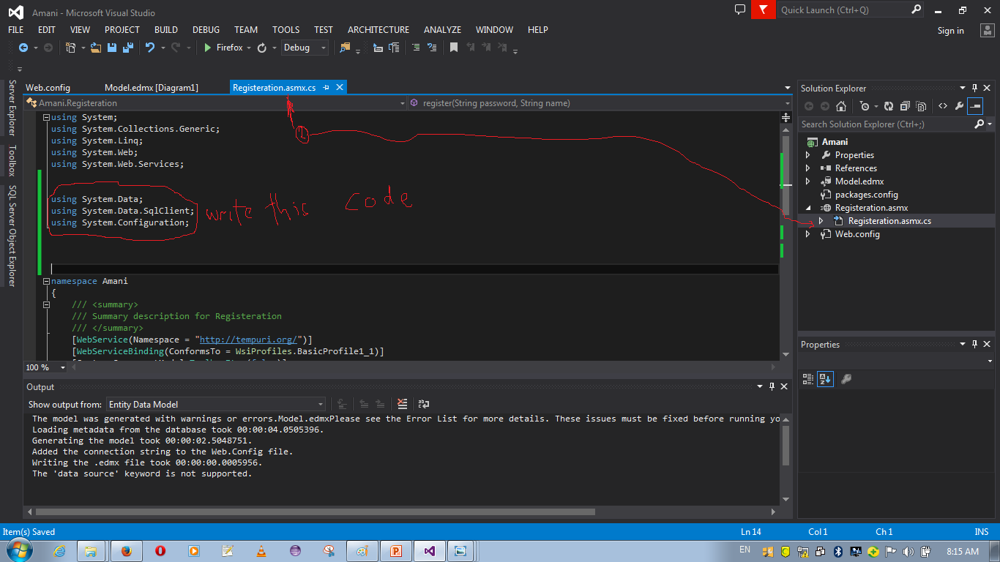 Amani - Microsoft Visual Studio
Quick Launch (Ctrl+Q)
FILE EDIT VIEW PROJECT BUILD DEBUG TEAM TOOLS TEST ARCHITECTURE ANALYZE WINDOW HELP
Sign in
Firefox Debug
Server Explorer
Toolbox
SQL Server Object Explorer
Web.config Model.edmx [Diagram1] Registeration.asmx.cs
Amani.Registeration register(String password, String name)
using System;
using System.Collections.Generic;
using System.Linq;
using System.Web;
using System.Web.Services;
using System.Data;
using System.Data.SqlClient;
using System.Configuration;
write this code
namespace Amani
{
/// <summary>
/// Summary description for Registeration
/// </summary>
[WebService(Namespace = "http://tempuri.org/")]
[WebServiceBinding(ConformsTo = WsiProfiles.BasicProfile1_1)]
100 %
Solution Explorer
Search Solution Explorer (Ctrl+;)
Amani
Properties
References
Model.edmx
packages.config
Registeration.asmx
Registeration.asmx.cs
Web.config
Properties
Output
Show output from: Entity Data Model
The model was generated with warnings or errors.Model.edmxPlease see the Error List for more details. These issues must be fixed before running yo
Loading metadata from the database took 00:00:04.0505396.
Generating the model took 00:00:02.5048751.
Added the connection string to the Web.Config file.
Writing the .edmx file took 00:00:00.0005956.
The 'data source' keyword is not supported.
Item(s) Saved Ln 14 Col 1 Ch 1 INS
EN 8:15 AM